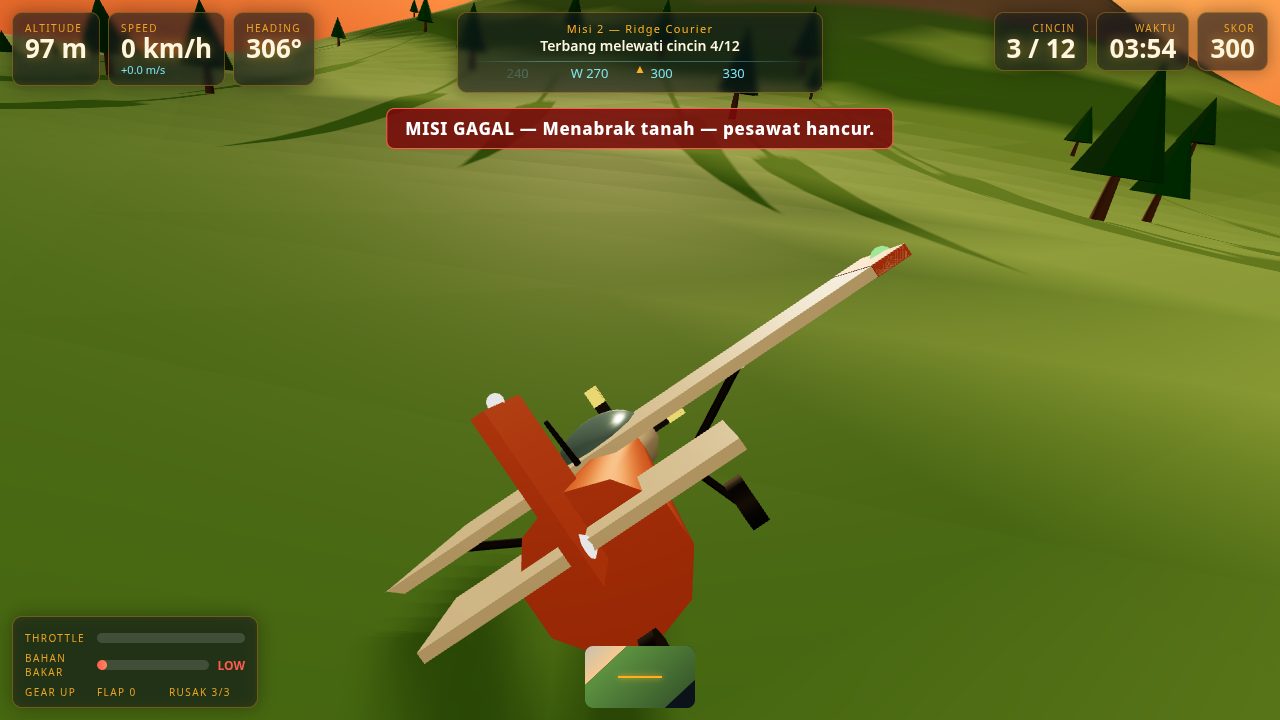 ALTITUDE
97 m
SPEED
0 km/h
+0.0 m/s
HEADING
306°
Misi 2 — Ridge Courier
Terbang melewati cincin 4/12
240 W 270 300 330
CINCIN
3 / 12
WAKTU
03:54
SKOR
300
MISI GAGAL — Menabrak tanah — pesawat hancur.
THROTTLE
BAHAN BAKAR LOW
GEAR UP FLAP 0 RUSAK 3/3